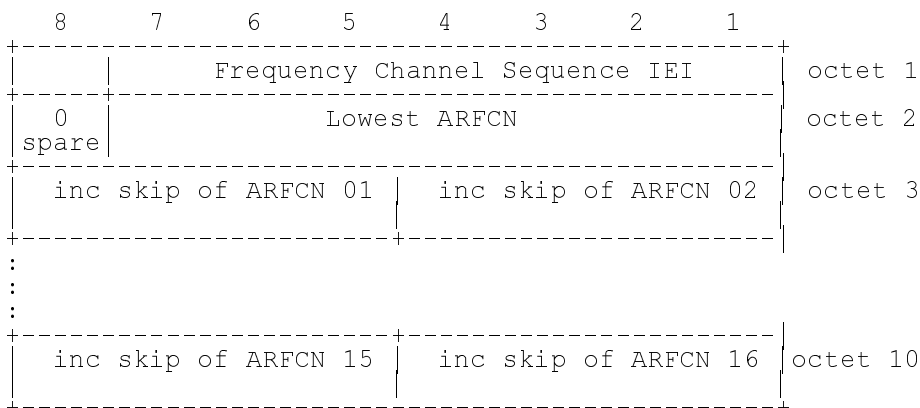 8 7 6 5 4 3 2 1
Frequency Channel Sequence IEI octet 1
0 Lowest ARFCN octet 2
spare
inc skip of ARFCN 01 inc skip of ARFCN 02 octet 3
:
:
:
inc skip of ARFCN 15 inc skip of ARFCN 16 octet 10